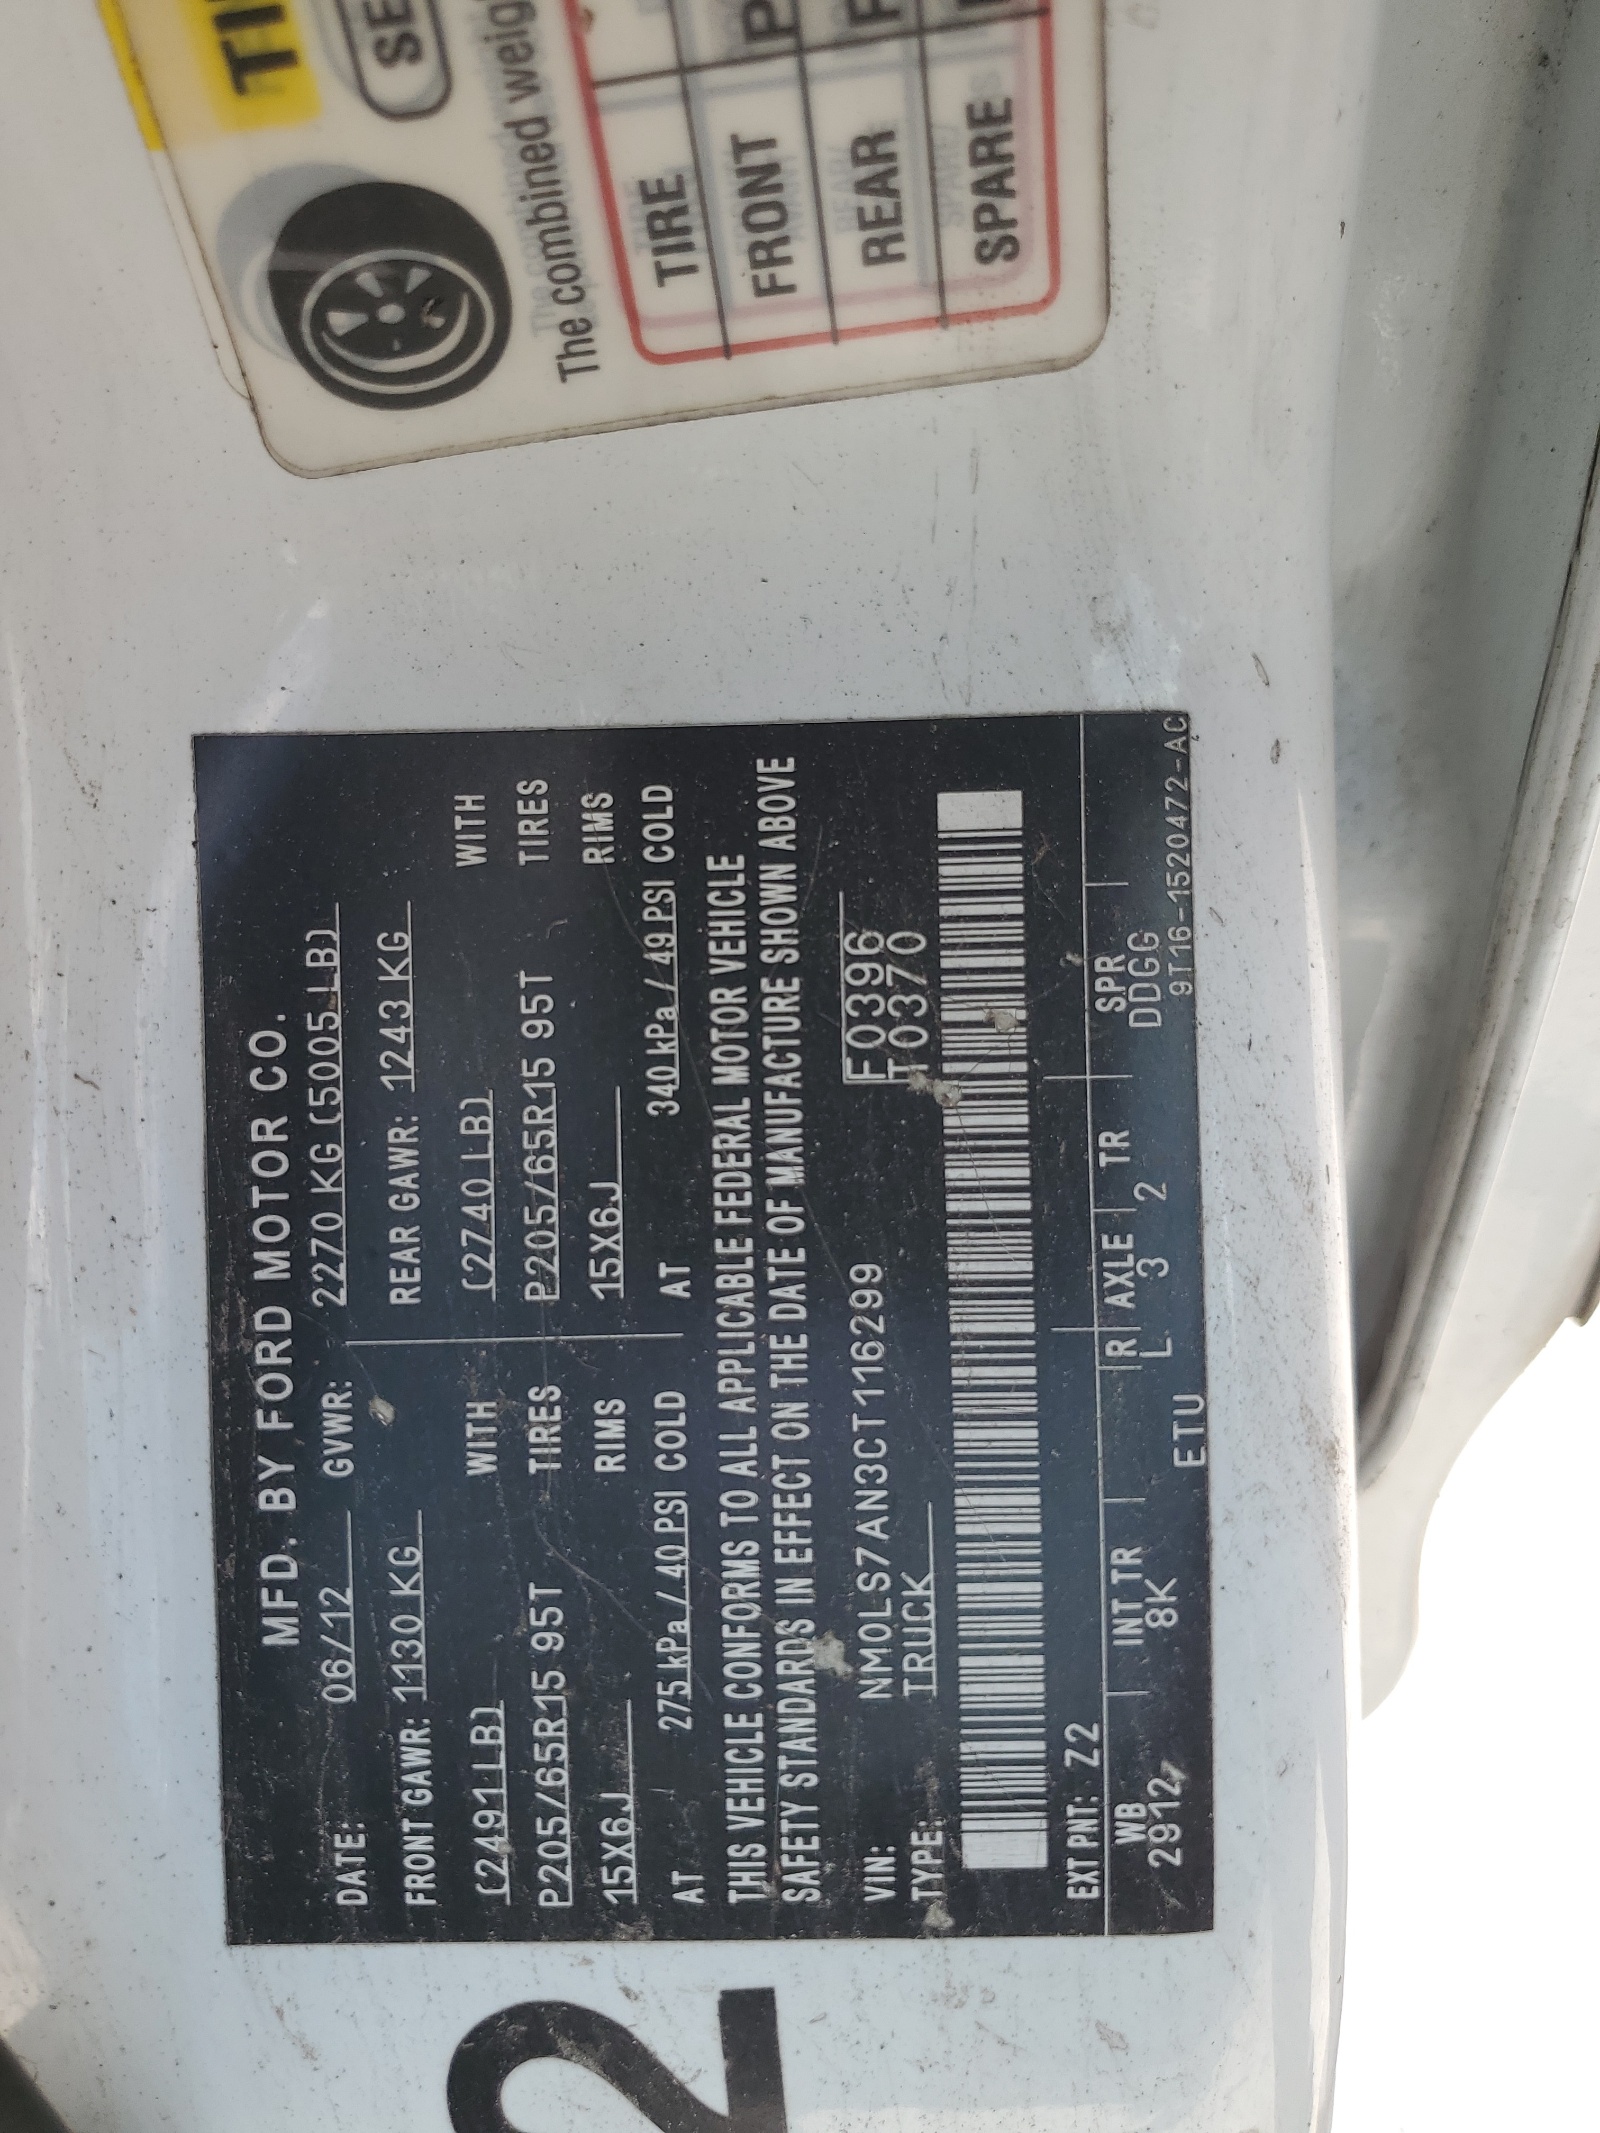 MFD. BY FORD MOTOR CO.
DATE: 06/12 GVWR: 2270 KG (5005 LB)
FRONT GAWR: 1130 KG REAR GAWR: 1243 KG
(2491 LB) WITH (2740 LB) WITH
P205/65R15 95T TIRES P205/65R15 95T TIRES
15X6J RIMS 15X6J RIMS
AT 275 kPa / 40 PSI COLD AT 340 kPa / 49 PSI COLD
THIS VEHICLE CONFORMS TO ALL APPLICABLE FEDERAL MOTOR VEHICLE
SAFETY STANDARDS IN EFFECT ON THE DATE OF MANUFACTURE SHOWN ABOVE
VIN: NM0LS7AN3CT116299 F0396
TYPE: TRUCK T0370
EXT PNT: Z2
WB INT TR R AXLE TR SPR
2912 8K L 3 2 DDGG
ETU 9T16-1520472-AC
TI
SE
The combined weig
TIRE
FRONT P
REAR
SPARE
2